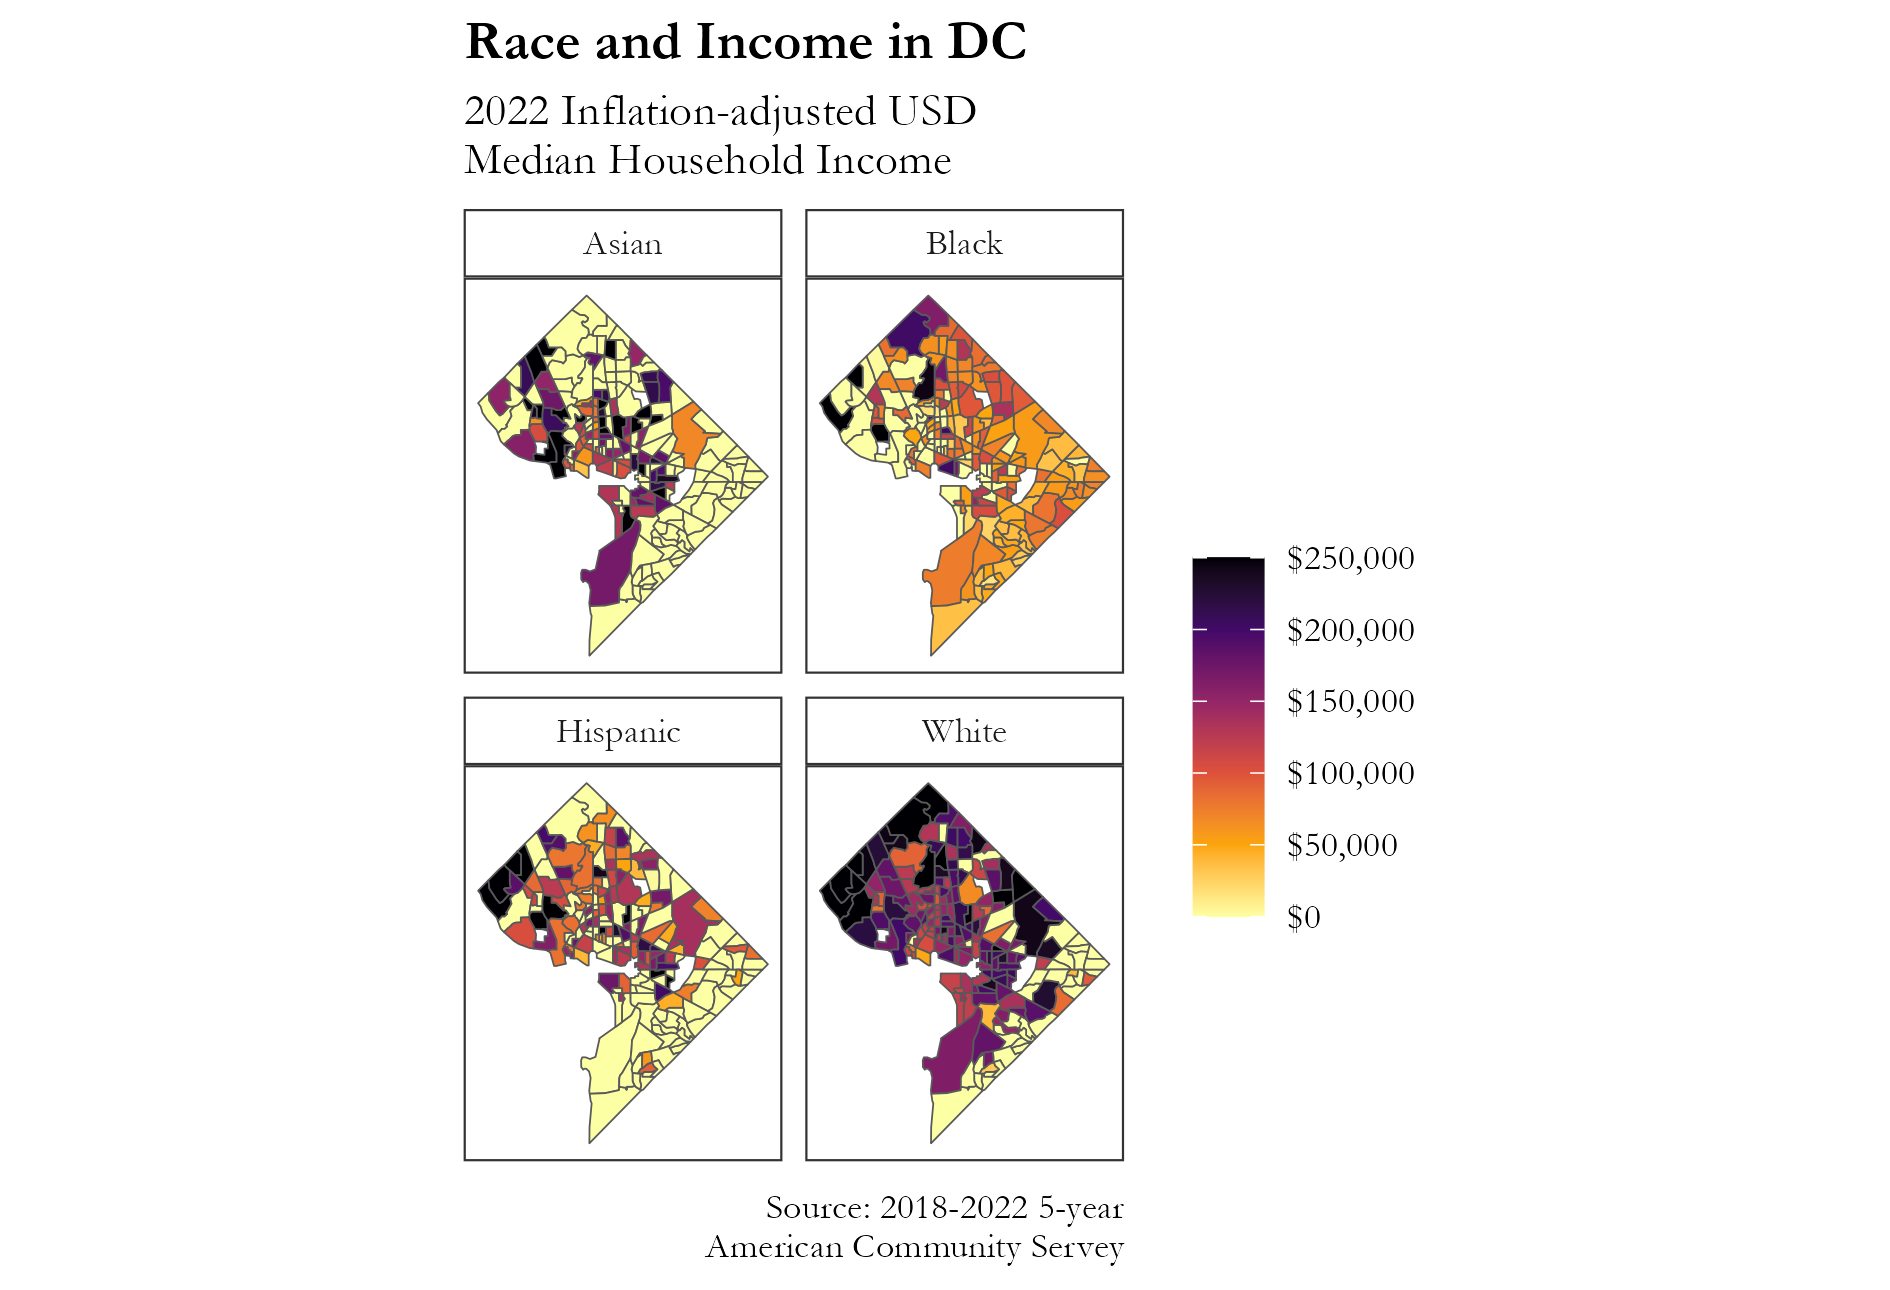 Race and Income in DC
2022 Inflation-adjusted USD
Median Household Income
Asian
Black
Hispanic
White
$250,000
$200,000
$150,000
$100,000
$50,000
$0
Source: 2018-2022 5-year
American Community Servey